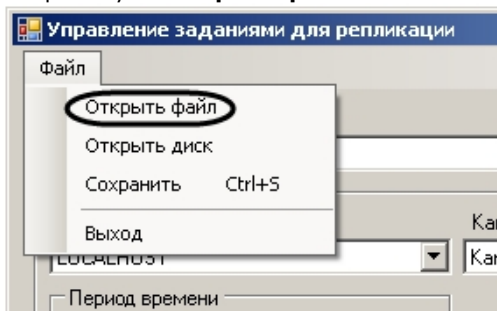 Управление заданиями для репликации
Файл
Открыть файл
Открыть диск
Сохранить Ctrl+S
Выход
LOCALHOST
Период времени